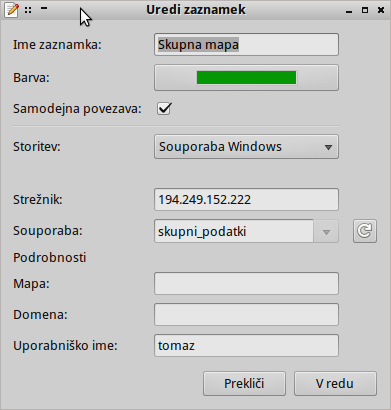 Uredi zaznamek
Ime zaznamka: Skupna mapa
Barva:
Samodejna povezava:
Storitev: Souporaba Windows
Strežnik: 194.249.152.222
Souporaba: skupni_podatki
Podrobnosti
Mapa:
Domena:
Uporabniško ime: tomaz
Prekliči V redu